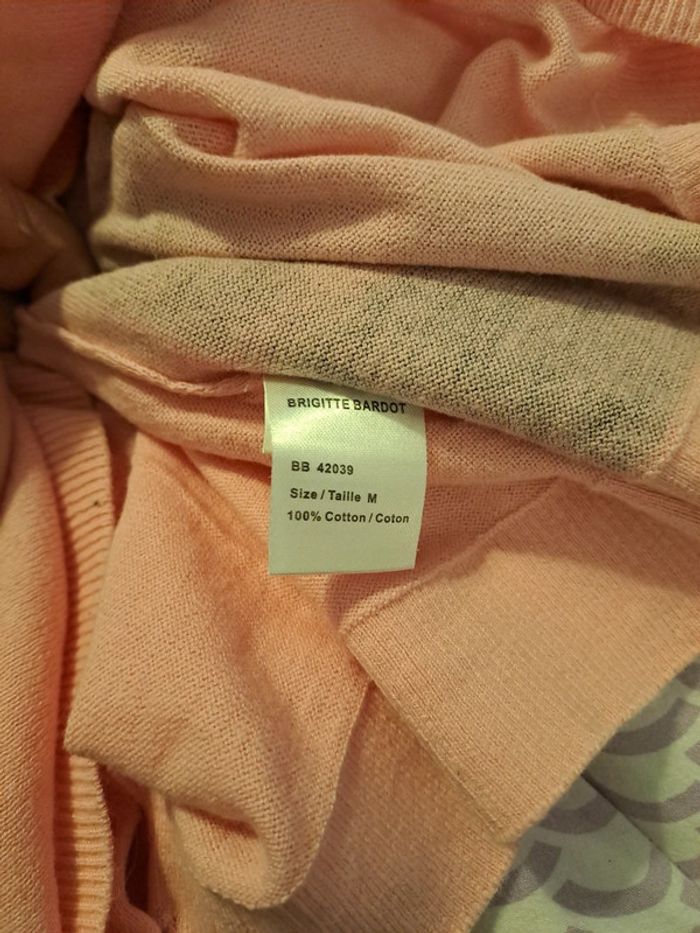 BRIGITTE BARDOT
BB 42039
Size / Taille M
100% Cotton / Coton